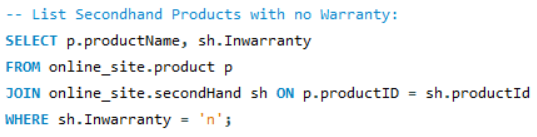 -- List Secondhand Products with no Warranty:
SELECT p.productName, sh.Inwarranty
FROM online_site.product p
JOIN online_site.secondHand sh ON p.productID = sh.productId
WHERE sh.Inwarranty = 'n';